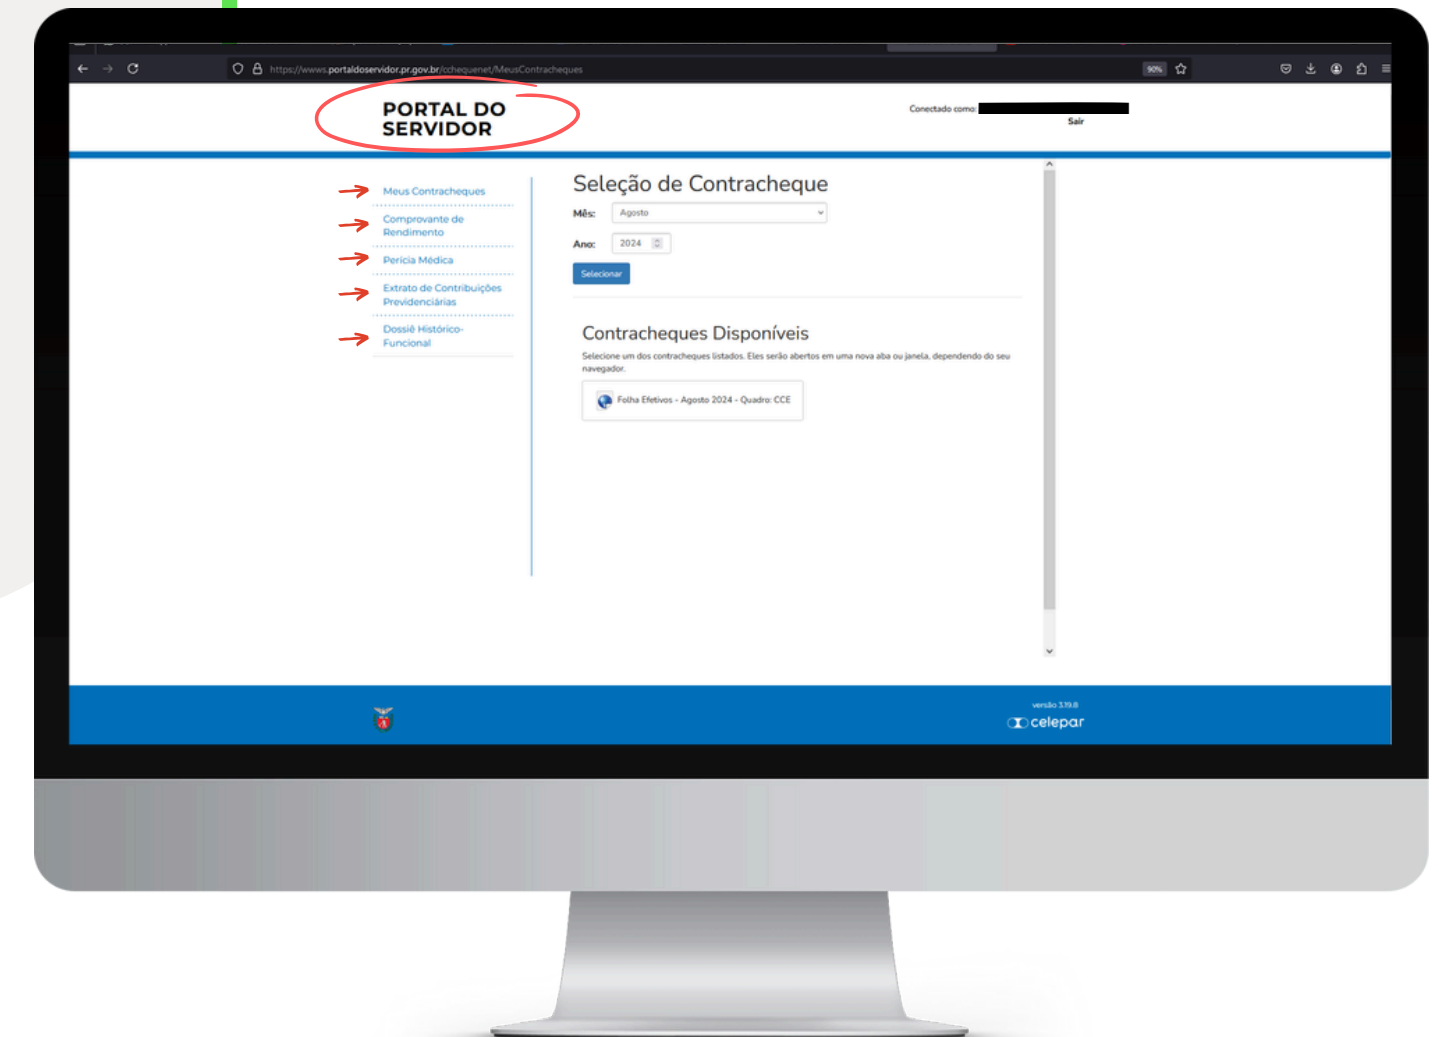 https://wwws.portaldoservidor.pr.gov.br/cchequenet/MeusContracheques
90%
PORTAL DO
SERVIDOR
Conectado como:
Sair
Meus Contracheques
Comprovante de
Rendimento
Perícia Médica
Extrato de Contribuições
Previdenciárias
Dossiê Histórico-
Funcional
Seleção de Contracheque
Mês: Agosto
Ano: 2024
Selecionar
Contracheques Disponíveis
Selecione um dos contracheques listados. Eles serão abertos em uma nova aba ou janela, dependendo do seu
navegador.
Folha Efetivos - Agosto 2024 - Quadro: CCE
versão 3.19.8
celepar